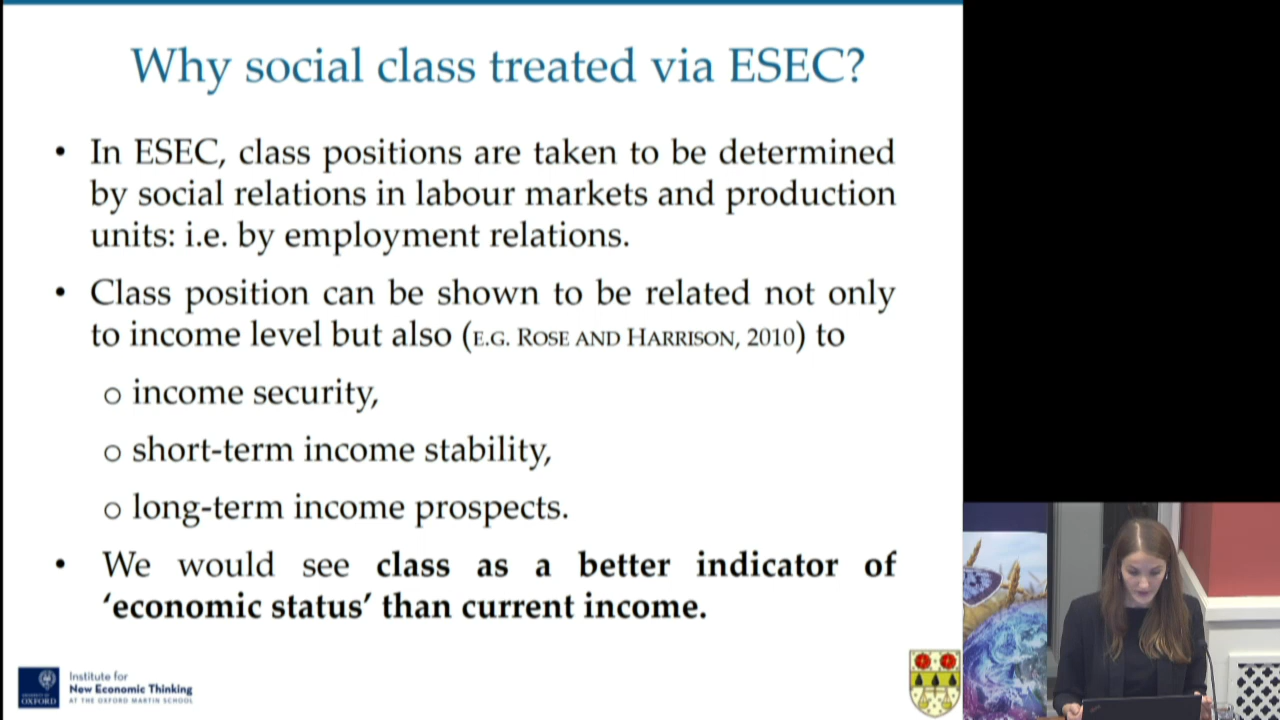 Why social class treated via ESEC?
• In ESEC, class positions are taken to be determined
by social relations in labour markets and production
units: i.e. by employment relations.
• Class position can be shown to be related not only
to income level but also (E.G. ROSE AND HARRISON, 2010) to
o income security,
o short-term income stability,
o long-term income prospects.
• We would see class as a better indicator of
‘economic status’ than current income.
UNIVERSITY OF
OXFORD
Institute for
New Economic Thinking
AT THE OXFORD MARTIN SCHOOL